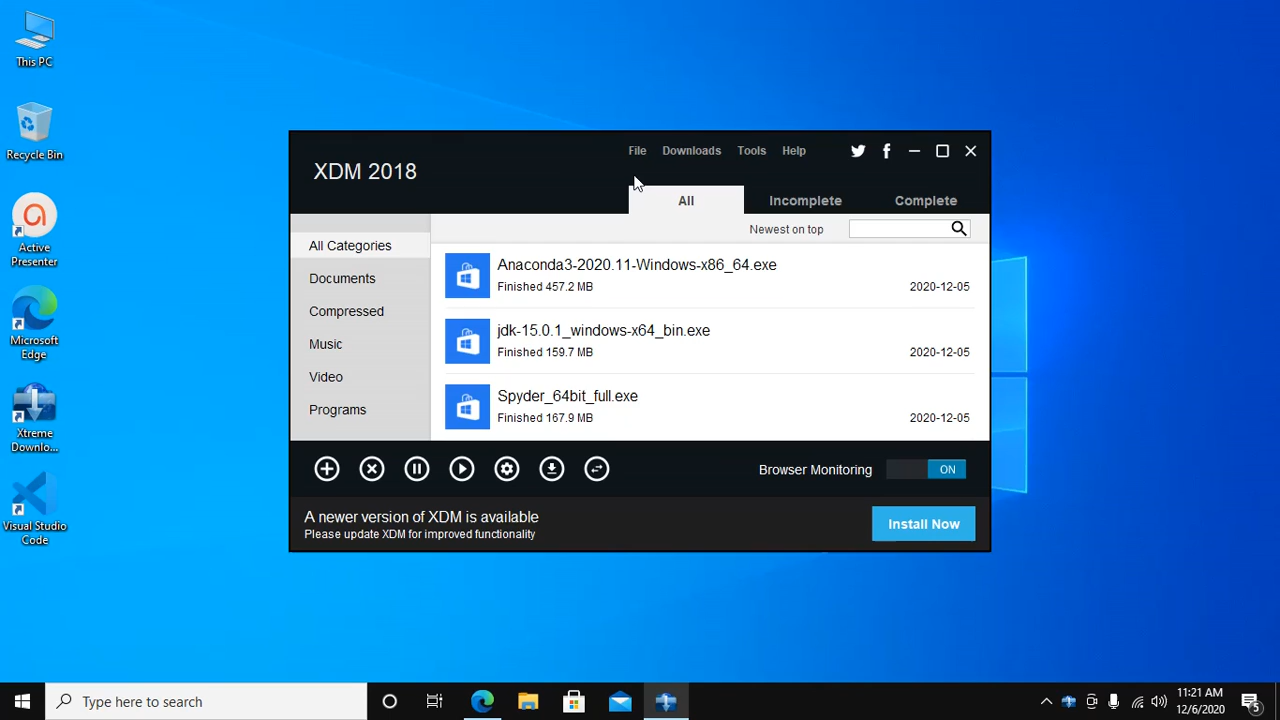 This PC
Recycle Bin
Active
Presenter
Microsoft
Edge
Xtreme
Downlo...
Visual Studio
Code
XDM 2018
File Downloads Tools Help
All Incomplete Complete
Newest on top
All Categories
Documents
Compressed
Music
Video
Programs
Anaconda3-2020.11-Windows-x86_64.exe
Finished 457.2 MB 2020-12-05
jdk-15.0.1_windows-x64_bin.exe
Finished 159.7 MB 2020-12-05
Spyder_64bit_full.exe
Finished 167.9 MB 2020-12-05
Browser Monitoring ON
A newer version of XDM is available
Please update XDM for improved functionality
Install Now
Type here to search
11:21 AM
12/6/2020
5